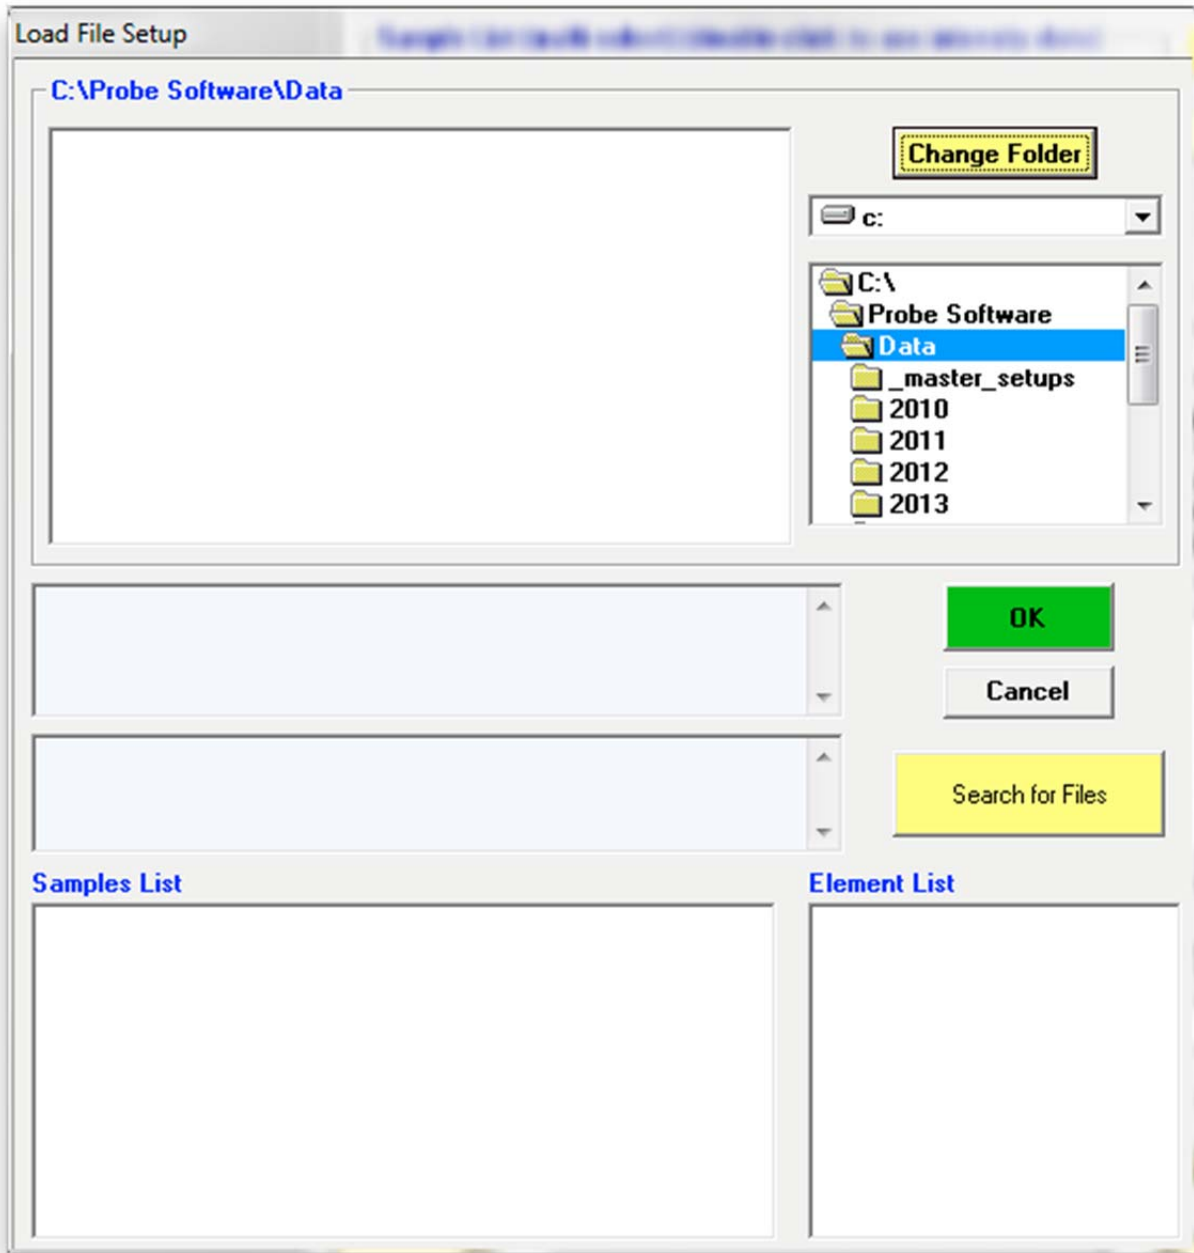 Load File Setup
C:\Probe Software\Data
Change Folder
c:
C:\
Probe Software
Data
_master_setups
2010
2011
2012
2013
OK
Cancel
Search for Files
Samples List
Element List